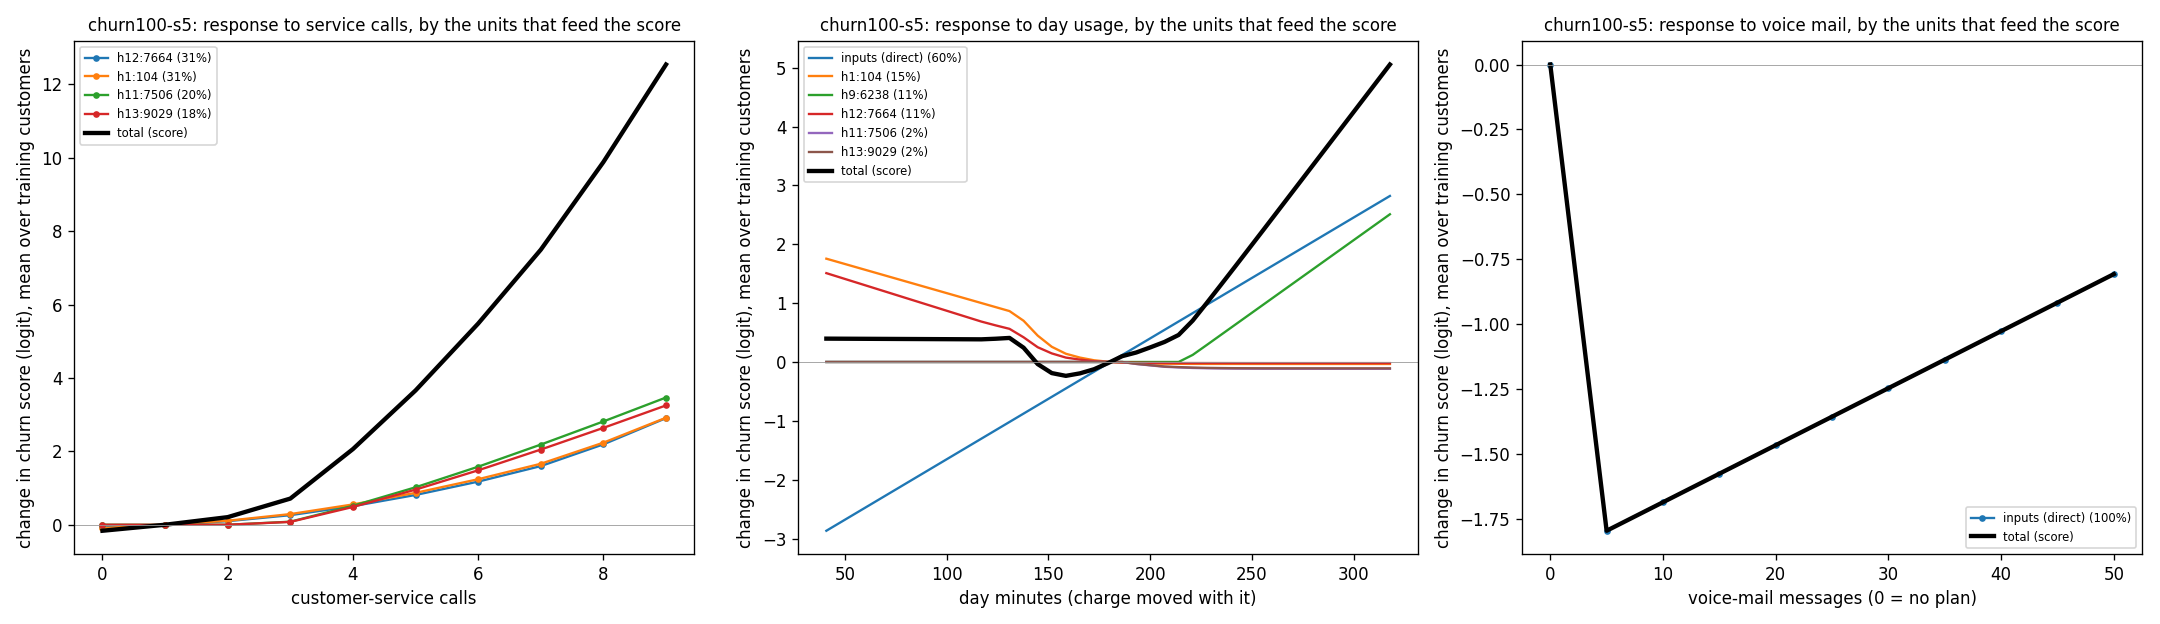 churn100-s5: response to service calls, by the units that feed the score
change in churn score (logit), mean over training customers
h12:7664 (31%)
h1:104 (31%)
h11:7506 (20%)
h13:9029 (18%)
total (score)
12
10
8
6
4
2
0
0
2
4
6
8
customer-service calls
churn100-s5: response to day usage, by the units that feed the score
change in churn score (logit), mean over training customers
inputs (direct) (60%)
h1:104 (15%)
h9:6238 (11%)
h12:7664 (11%)
h11:7506 (2%)
h13:9029 (2%)
total (score)
5
4
3
2
1
0
−1
−2
−3
50
100
150
200
250
300
day minutes (charge moved with it)
churn100-s5: response to voice mail, by the units that feed the score
change in churn score (logit), mean over training customers
0.00
−0.25
−0.50
−0.75
−1.00
−1.25
−1.50
−1.75
inputs (direct) (100%)
total (score)
0
10
20
30
40
50
voice-mail messages (0 = no plan)